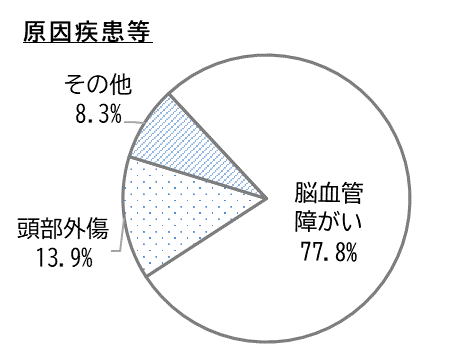 原因疾患等
その他
8.3%
頭部外傷
13.9%
脳血管
障がい
77.8%